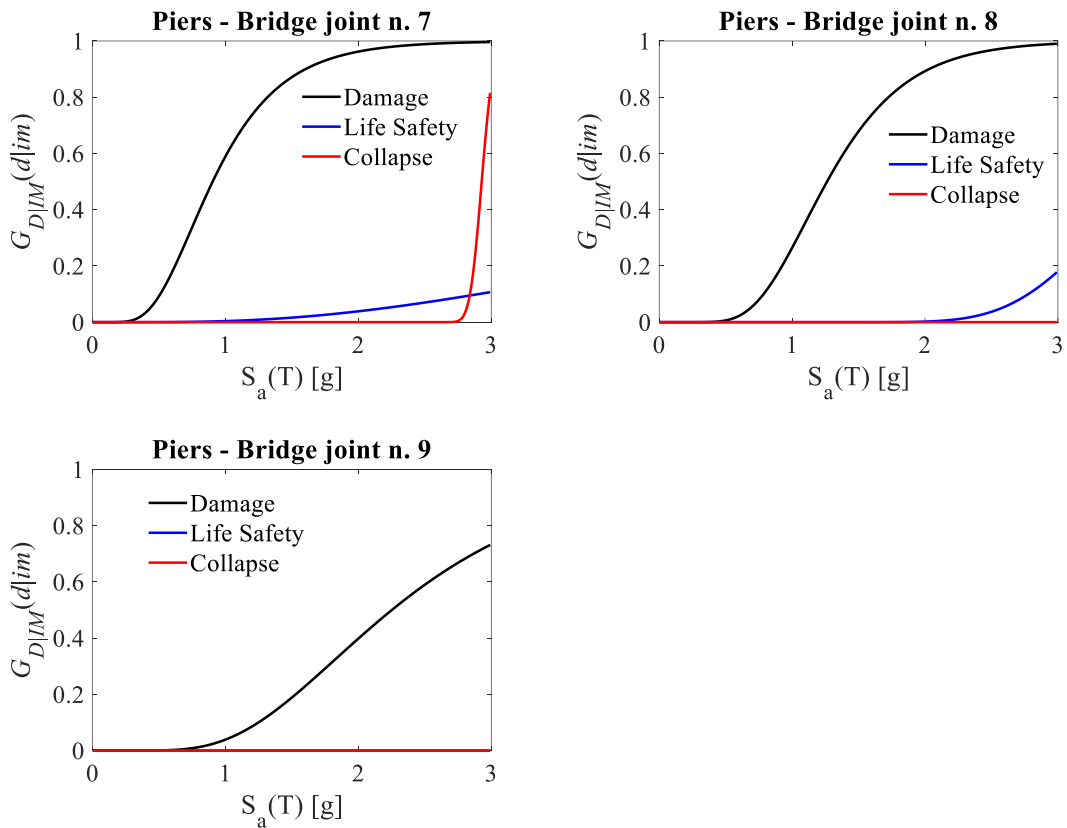 Piers - Bridge joint n. 7
1
0.8
0.6
0.4
0.2
0
G_{D|IM}(d|im)
Damage
Life Safety
Collapse
0 1 2 3
S_a(T) [g]
Piers - Bridge joint n. 8
1
0.8
0.6
0.4
0.2
0
G_{D|IM}(d|im)
Damage
Life Safety
Collapse
0 1 2 3
S_a(T) [g]
Piers - Bridge joint n. 9
1
0.8
0.6
0.4
0.2
0
G_{D|IM}(d|im)
Damage
Life Safety
Collapse
0 1 2 3
S_a(T) [g]